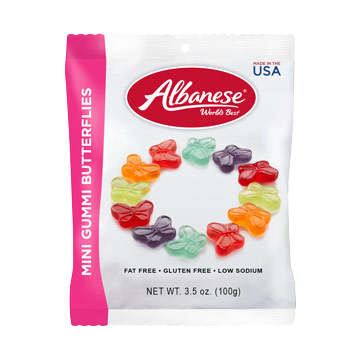 MADE IN THE
USA
Albanese®
World's Best
MINI GUMMI BUTTERFLIES
FAT FREE • GLUTEN FREE • LOW SODIUM
NET WT. 3.5 oz. (100g)